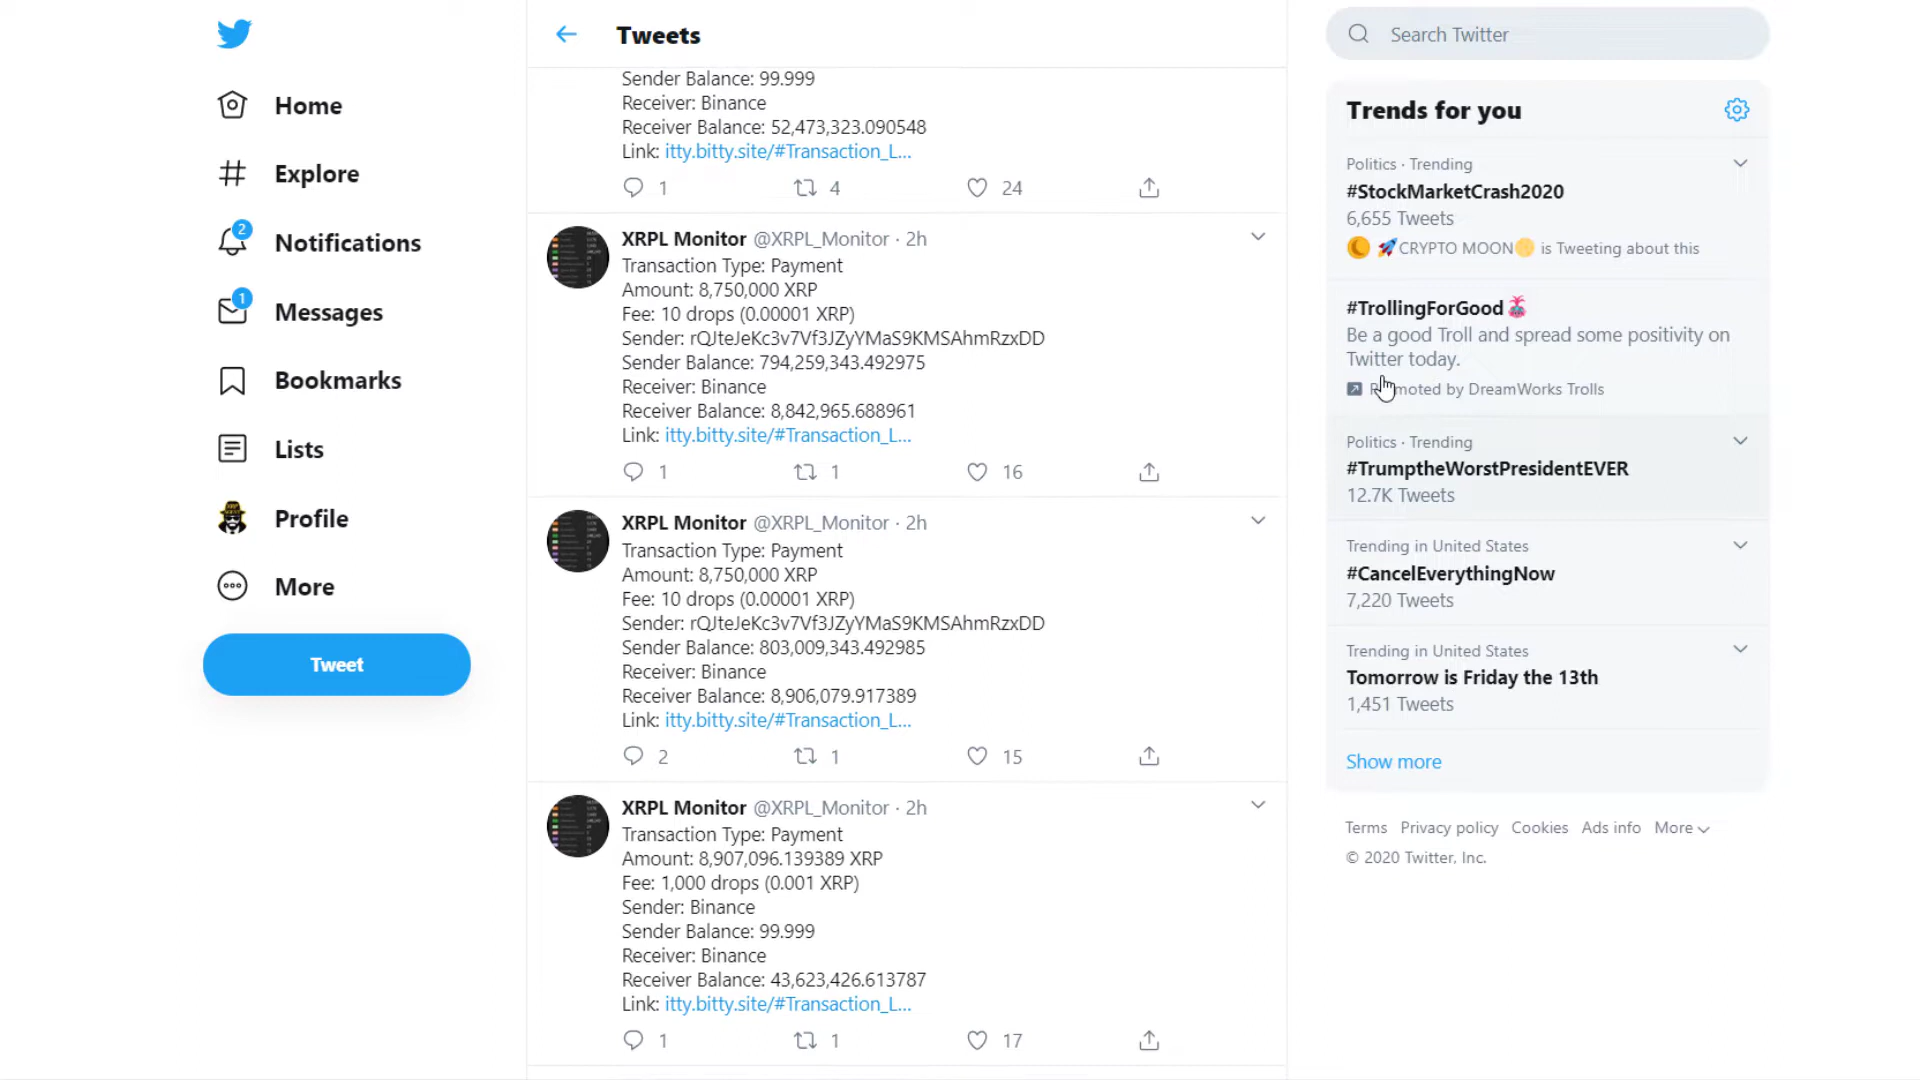 Home
Explore
2
Notifications
1
Messages
Bookmarks
Lists
Profile
More
Tweet
Tweets
Sender Balance: 99.999
Receiver: Binance
Receiver Balance: 52,473,323.090548
Link: itty.bitty.site/#Transaction_L...
1 4 24
XRPL Monitor @XRPL_Monitor · 2h
Transaction Type: Payment
Amount: 8,750,000 XRP
Fee: 10 drops (0.00001 XRP)
Sender: rQJteJeKc3v7Vf3JZyYMaS9KMSAhmRzxDD
Sender Balance: 794,259,343.492975
Receiver: Binance
Receiver Balance: 8,842,965.688961
Link: itty.bitty.site/#Transaction_L...
1 1 16
XRPL Monitor @XRPL_Monitor · 2h
Transaction Type: Payment
Amount: 8,750,000 XRP
Fee: 10 drops (0.00001 XRP)
Sender: rQJteJeKc3v7Vf3JZyYMaS9KMSAhmRzxDD
Sender Balance: 803,009,343.492985
Receiver: Binance
Receiver Balance: 8,906,079.917389
Link: itty.bitty.site/#Transaction_L...
2 1 15
XRPL Monitor @XRPL_Monitor · 2h
Transaction Type: Payment
Amount: 8,907,096.139389 XRP
Fee: 1,000 drops (0.001 XRP)
Sender: Binance
Sender Balance: 99.999
Receiver: Binance
Receiver Balance: 43,623,426.613787
Link: itty.bitty.site/#Transaction_L...
1 1 17
Search Twitter
Trends for you
Politics · Trending
#StockMarketCrash2020
6,655 Tweets
CRYPTO MOON is Tweeting about this
#TrollingForGood
Be a good Troll and spread some positivity on
Twitter today.
by DreamWorks Trolls
Politics · Trending
#TrumptheWorstPresidentEVER
12.7K Tweets
Trending in United States
#CancelEverythingNow
7,220 Tweets
Trending in United States
Tomorrow is Friday the 13th
1,451 Tweets
Show more
Terms Privacy policy Cookies Ads info More
© 2020 Twitter, Inc.